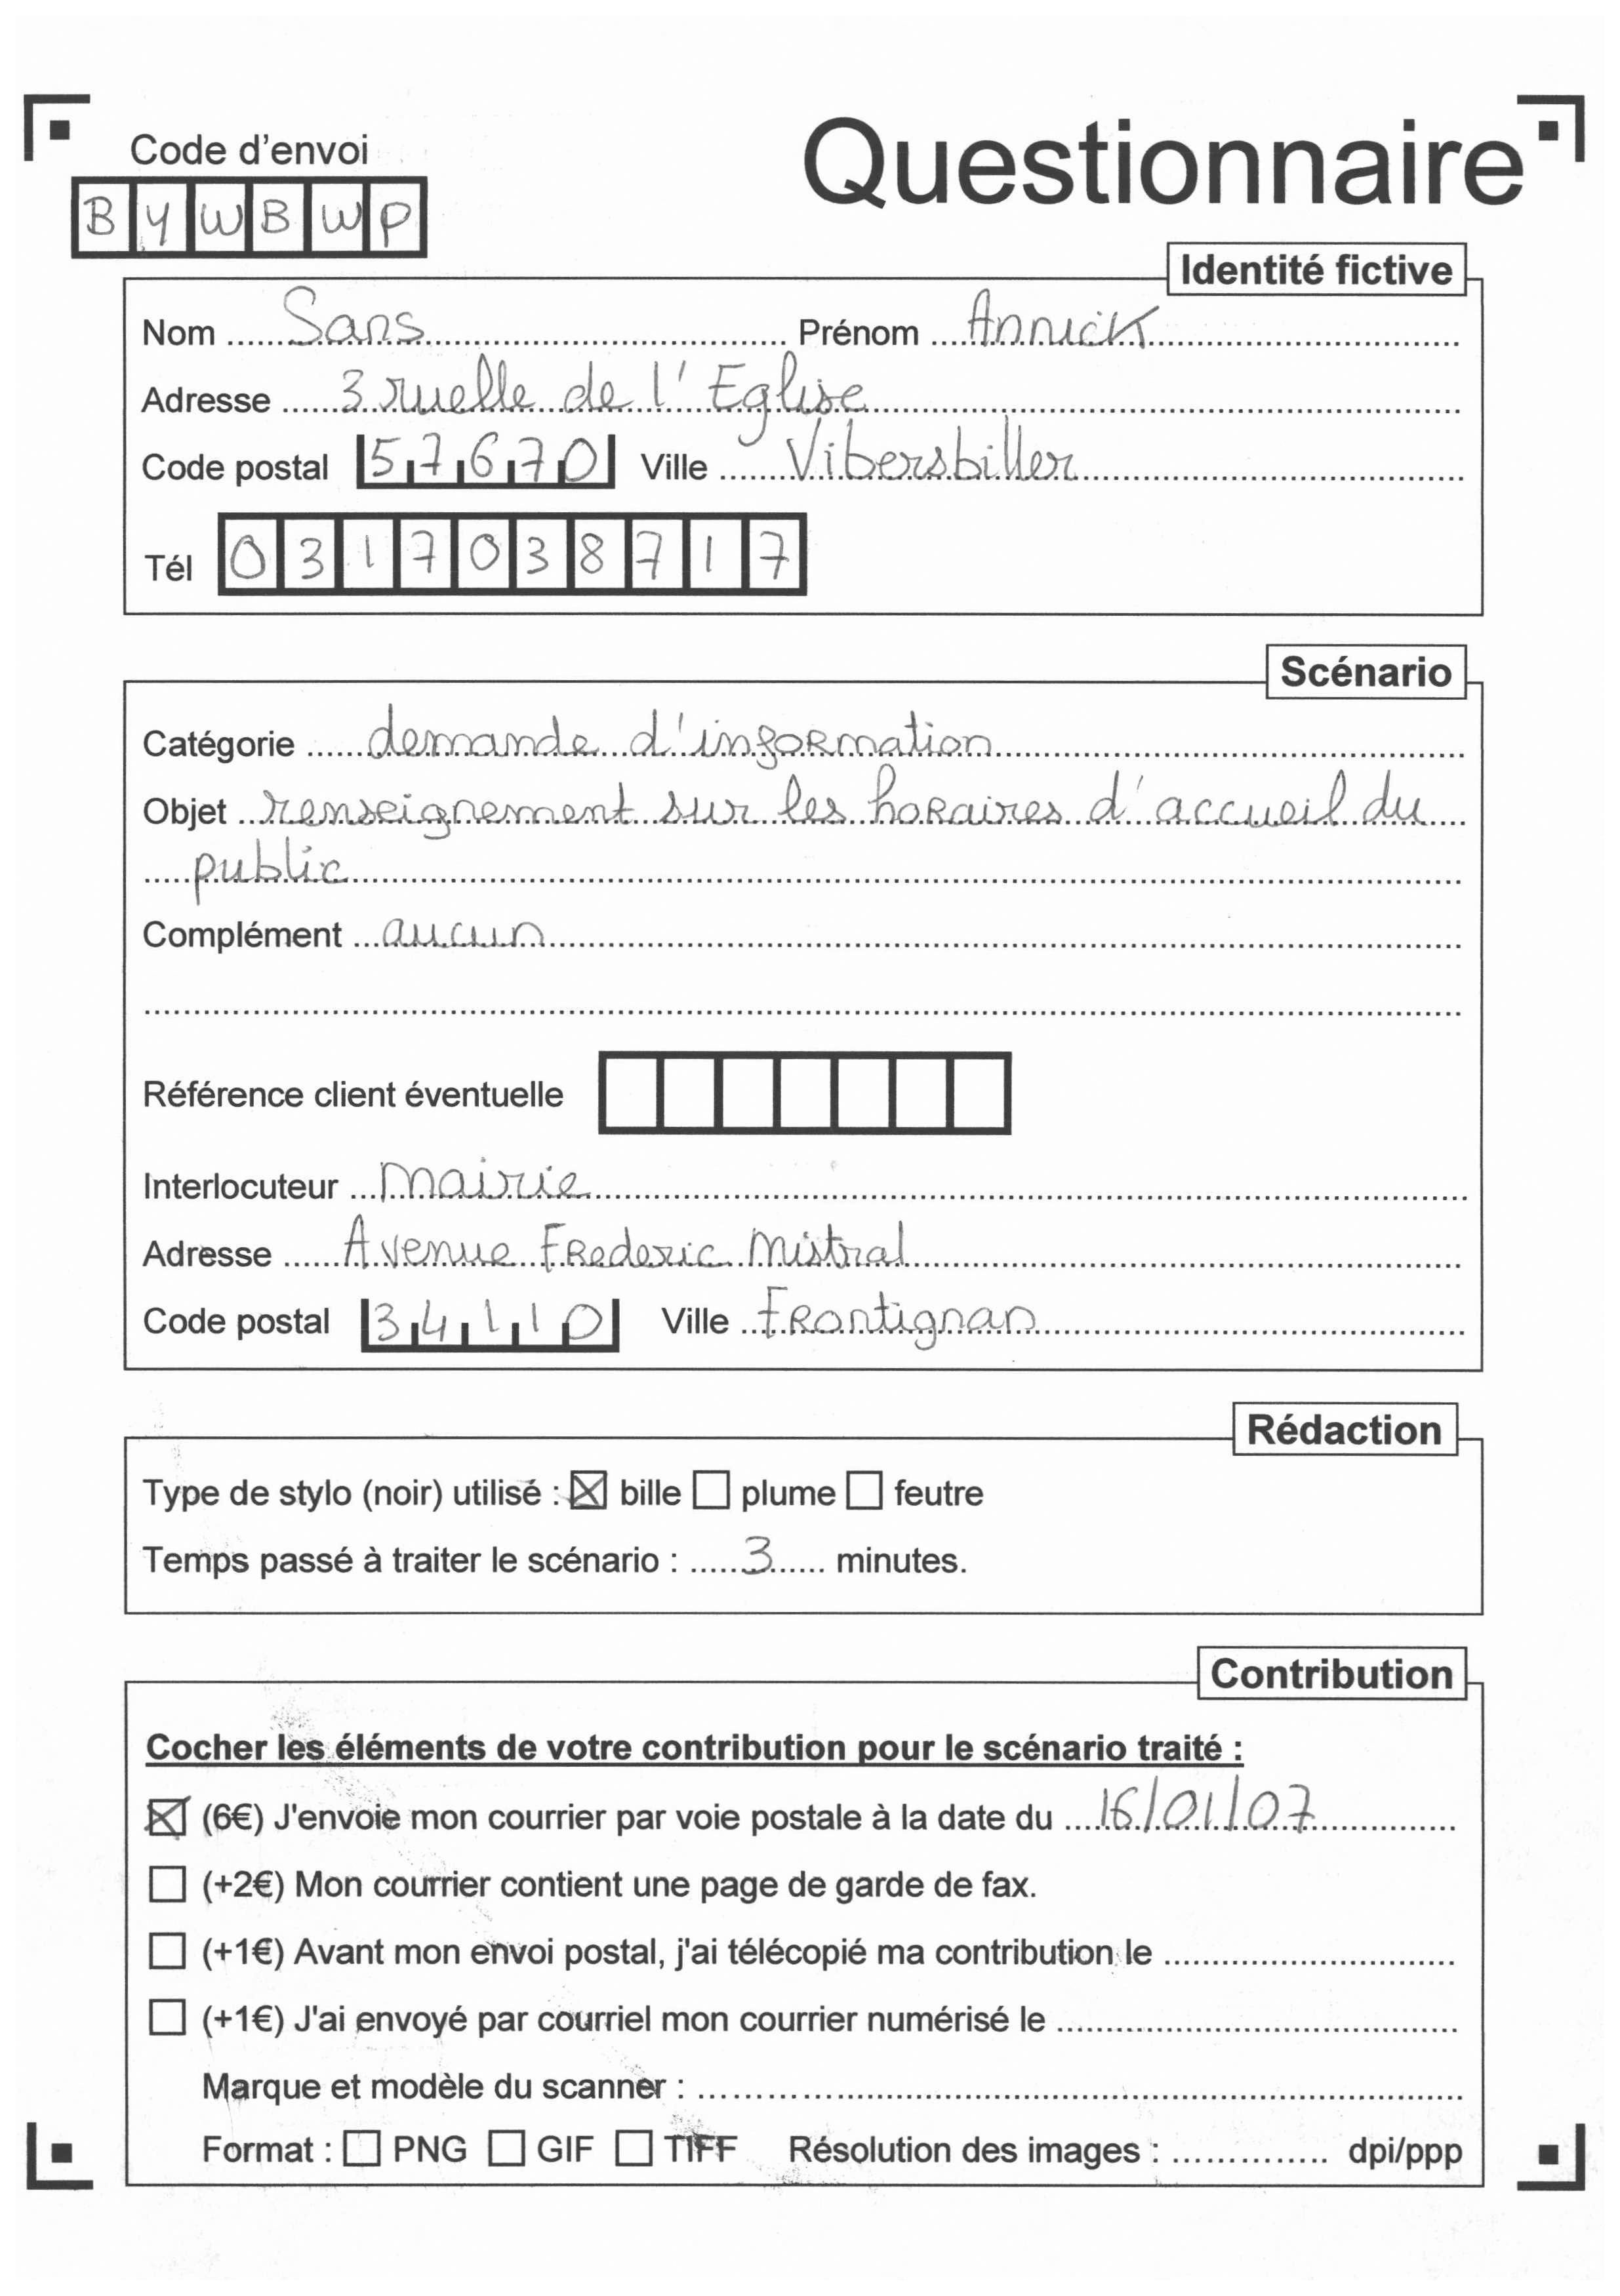 Code d'envoi
Questionnaire
B Y W B W P
Identité fictive
Nom Sans Prénom Annick
Adresse 3 ruelle de l'Eglise
Code postal 57670 Ville Vibersbiller
Tél 0317038717
Scénario
Catégorie demande d'information
Objet renseignement sur les horaires d'accueil du
public
Complément aucun
Référence client éventuelle
Interlocuteur Mairie
Adresse Avenue Frederic Mistral
Code postal 34110 Ville Frontignan
Rédaction
Type de stylo (noir) utilisé : ☒ bille ☐ plume ☐ feutre
Temps passé à traiter le scénario : 3 minutes.
Contribution
Cocher les éléments de votre contribution pour le scénario traité :
☒ (6€) J'envoie mon courrier par voie postale à la date du 16/01/07
☐ (+2€) Mon courrier contient une page de garde de fax.
☐ (+1€) Avant mon envoi postal, j'ai télécopié ma contribution le
☐ (+1€) J'ai envoyé par courriel mon courrier numérisé le
Marque et modèle du scanner :
Format : ☐ PNG ☐ GIF ☐ TIFF Résolution des images : dpi/ppp